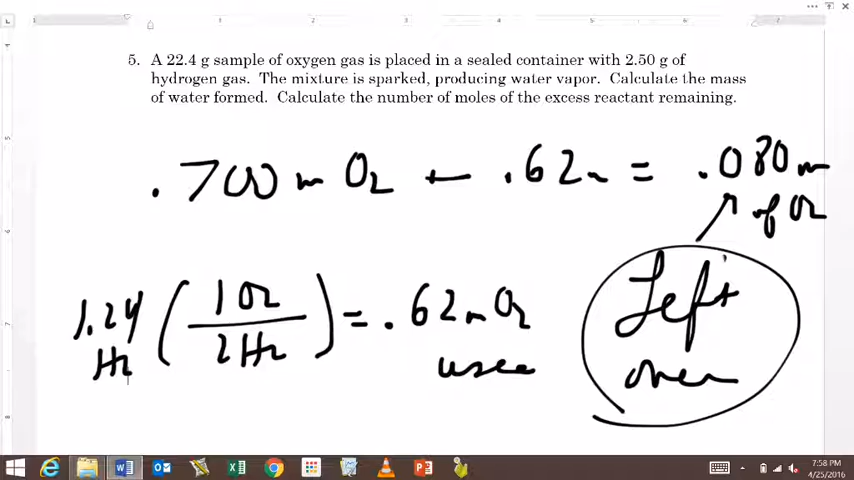 5. A 22.4 g sample of oxygen gas is placed in a sealed container with 2.50 g of
hydrogen gas. The mixture is sparked, producing water vapor. Calculate the mass
of water formed. Calculate the number of moles of the excess reactant remaining.
.700 m O2 - .62m = .080 m
of O2
1.24 ( 1 O2 / 2 H2 ) = .62 m O2
H2
used
Left
over
7:58 PM
4/25/2016